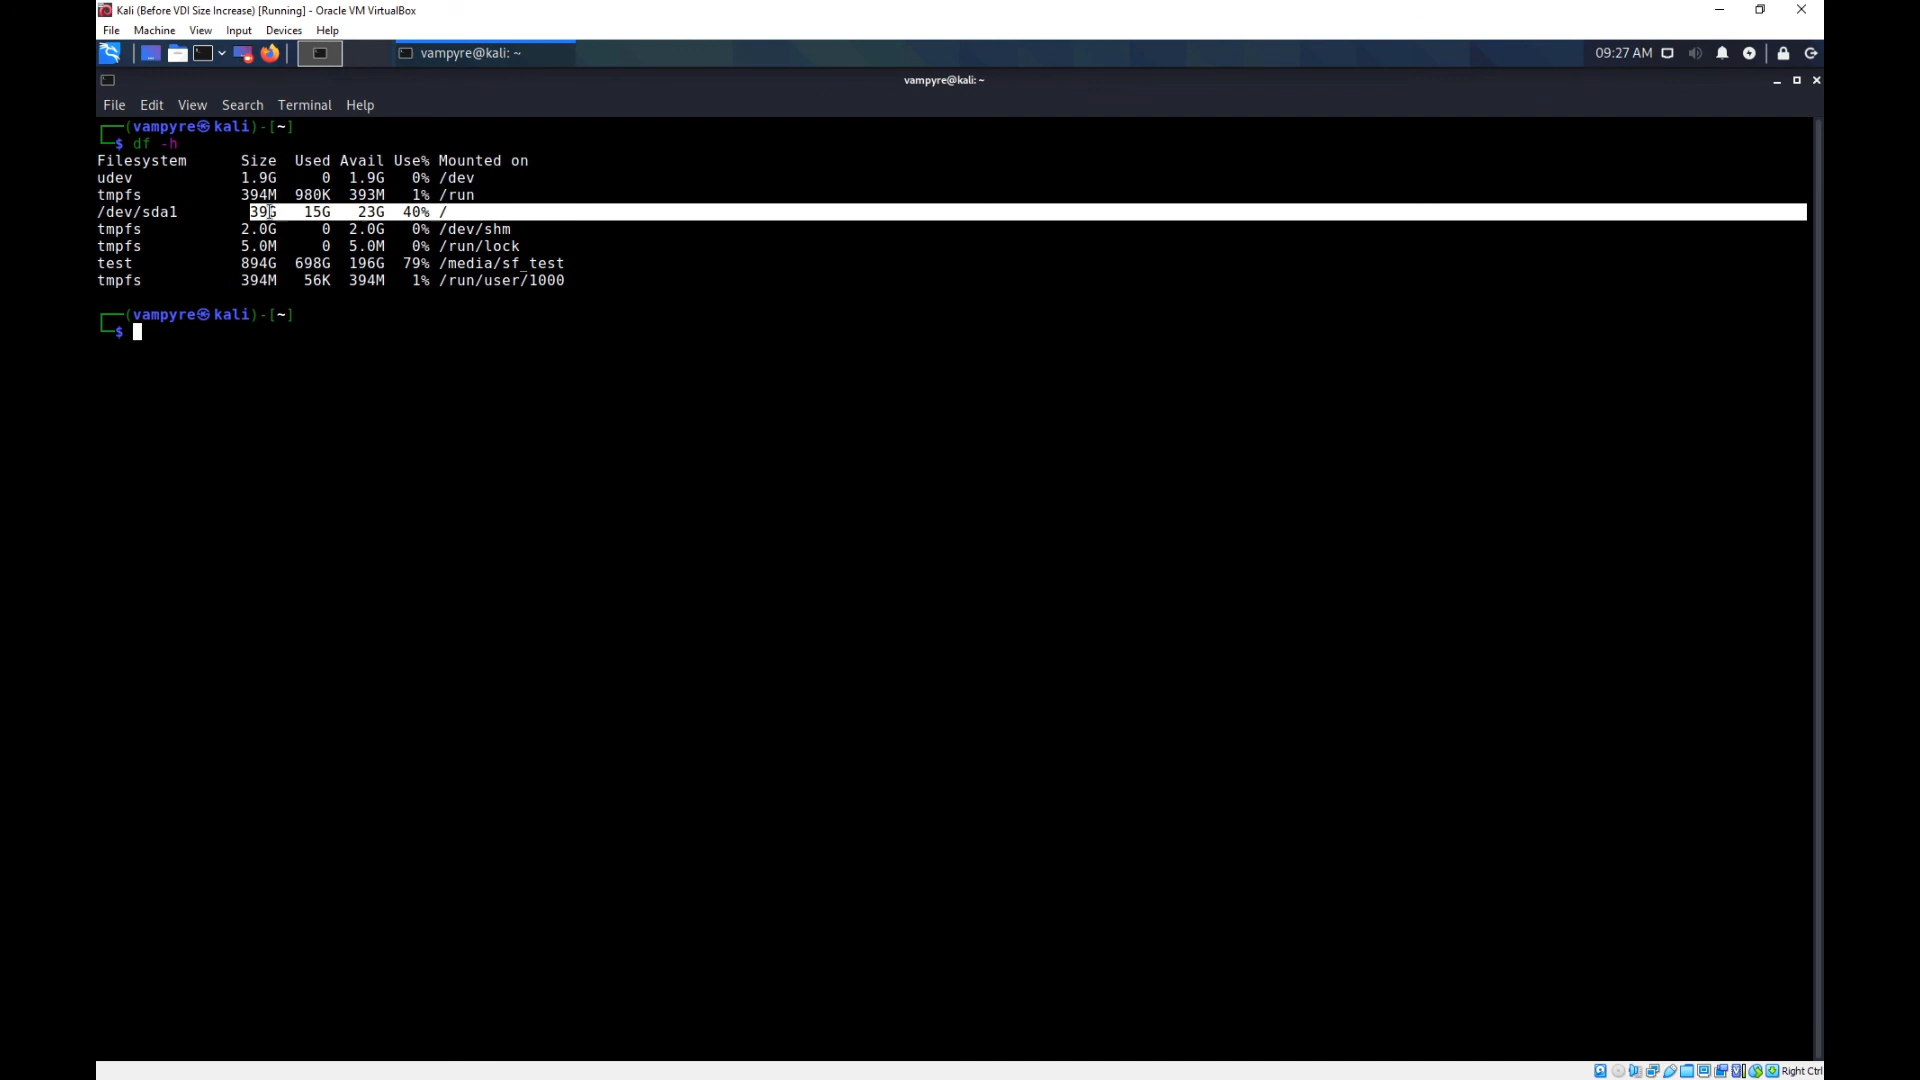 Kali (Before VDI Size Increase) [Running] - Oracle VM VirtualBox
File Machine View Input Devices Help
vampyre@kali: ~
09:27 AM
vampyre@kali: ~
File Edit View Search Terminal Help
┌──(vampyre㉿kali)-[~]
└─$ df -h
Filesystem      Size  Used Avail Use% Mounted on
udev            1.9G     0  1.9G   0% /dev
tmpfs           394M  980K  393M   1% /run
/dev/sda1        39G   15G   23G  40% /
tmpfs           2.0G     0  2.0G   0% /dev/shm
tmpfs           5.0M     0  5.0M   0% /run/lock
test            894G  698G  196G  79% /media/sf_test
tmpfs           394M   56K  394M   1% /run/user/1000
┌──(vampyre㉿kali)-[~]
└─$
Right Ctrl